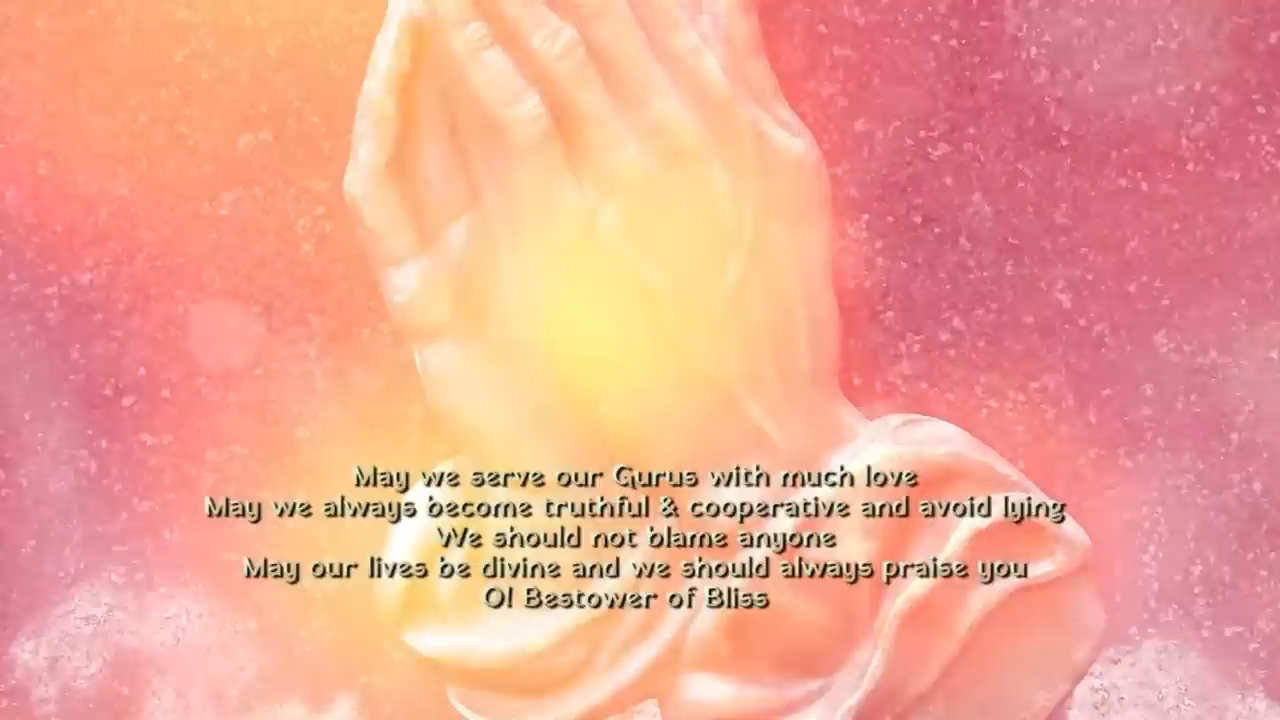 May we serve our Gurus with much love
May we always become truthful & cooperative and avoid lying
We should not blame anyone
May our lives be divine and we should always praise you
O! Bestower of Bliss